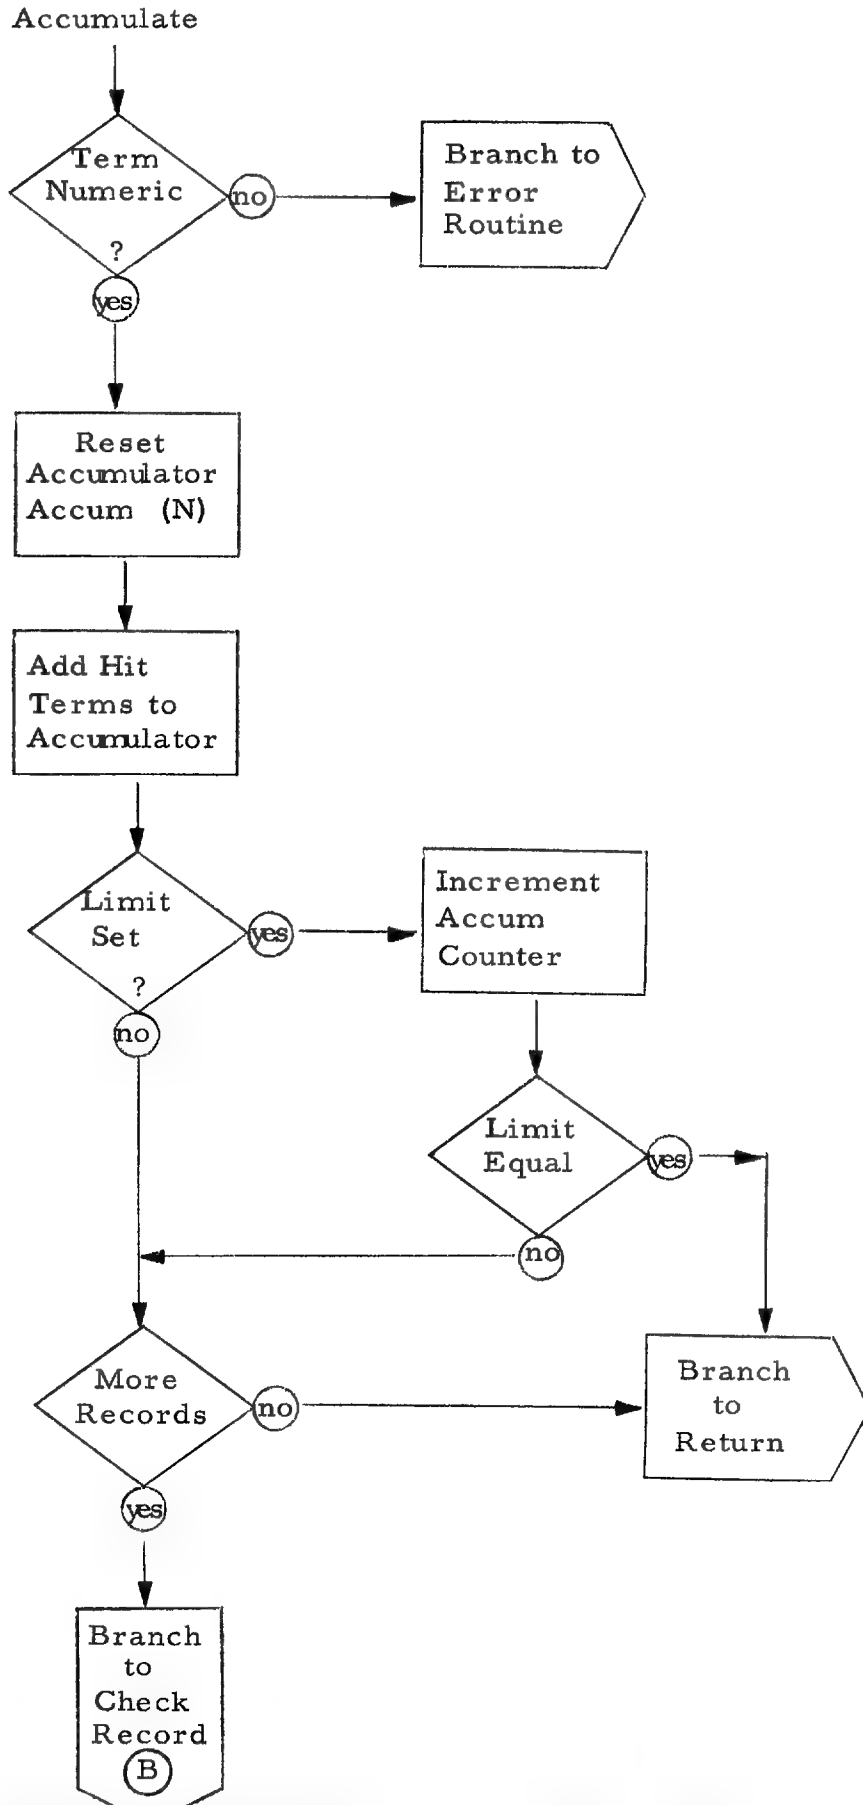 Accumulate
Term
Numeric
?
no
Branch to
Error
Routine
yes
Reset
Accumulator
Accum (N)
Add Hit
Terms to
Accumulator
Limit
Set
?
yes
Increment
Accum
Counter
no
Limit
Equal
yes
no
More
Records
no
Branch
to
Return
yes
Branch
to
Check
Record
B